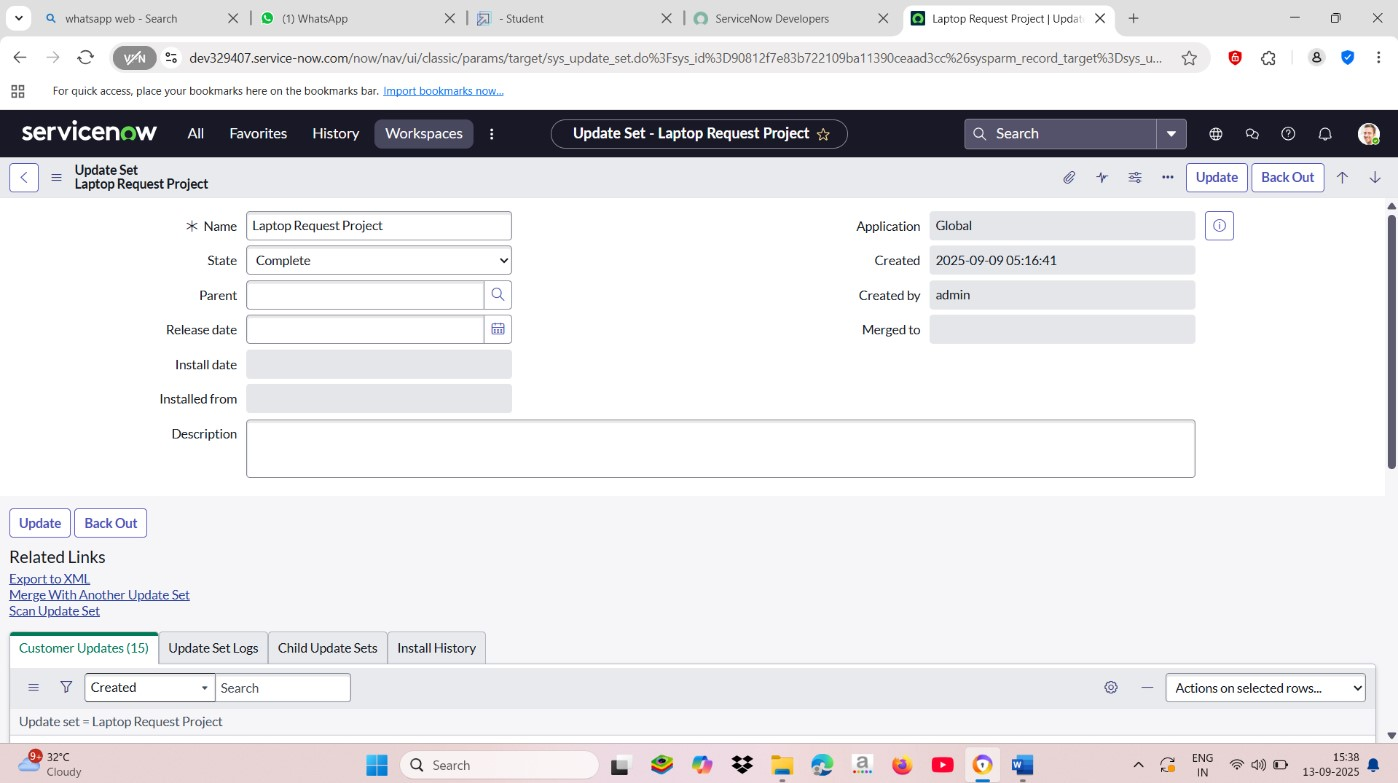 whatsapp web - Search
(1) WhatsApp
- Student
ServiceNow Developers
Laptop Request Project | Updat
VPN
dev329407.service-now.com/now/nav/ui/classic/params/target/sys_update_set.do%3Fsys_id%3D90812f7e83b722109ba11390ceaad3cc%26sysparm_record_target%3Dsys_u...
For quick access, place your bookmarks here on the bookmarks bar. Import bookmarks now...
servicenow
All
Favorites
History
Workspaces
Update Set - Laptop Request Project
Search
Update Set
Laptop Request Project
Update
Back Out
Name
Laptop Request Project
Application
Global
State
Complete
Created
2025-09-09 05:16:41
Parent
Created by
admin
Release date
Merged to
Install date
Installed from
Description
Update
Back Out
Related Links
Export to XML
Merge With Another Update Set
Scan Update Set
Customer Updates (15)
Update Set Logs
Child Update Sets
Install History
Created
Search
Actions on selected rows...
Update set = Laptop Request Project
9+
32°C
Cloudy
Search
ENG
IN
15:38
13-09-2025